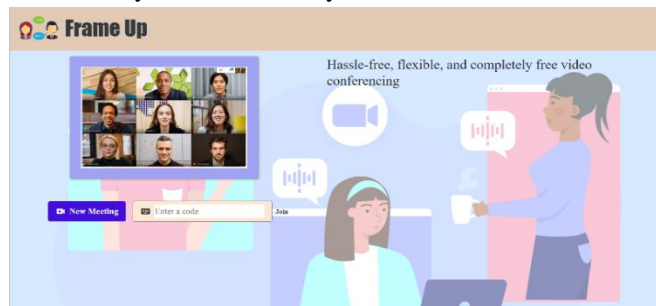 Frame Up
Hassle-free, flexible, and completely free video
conferencing
New Meeting
Enter a code
Join